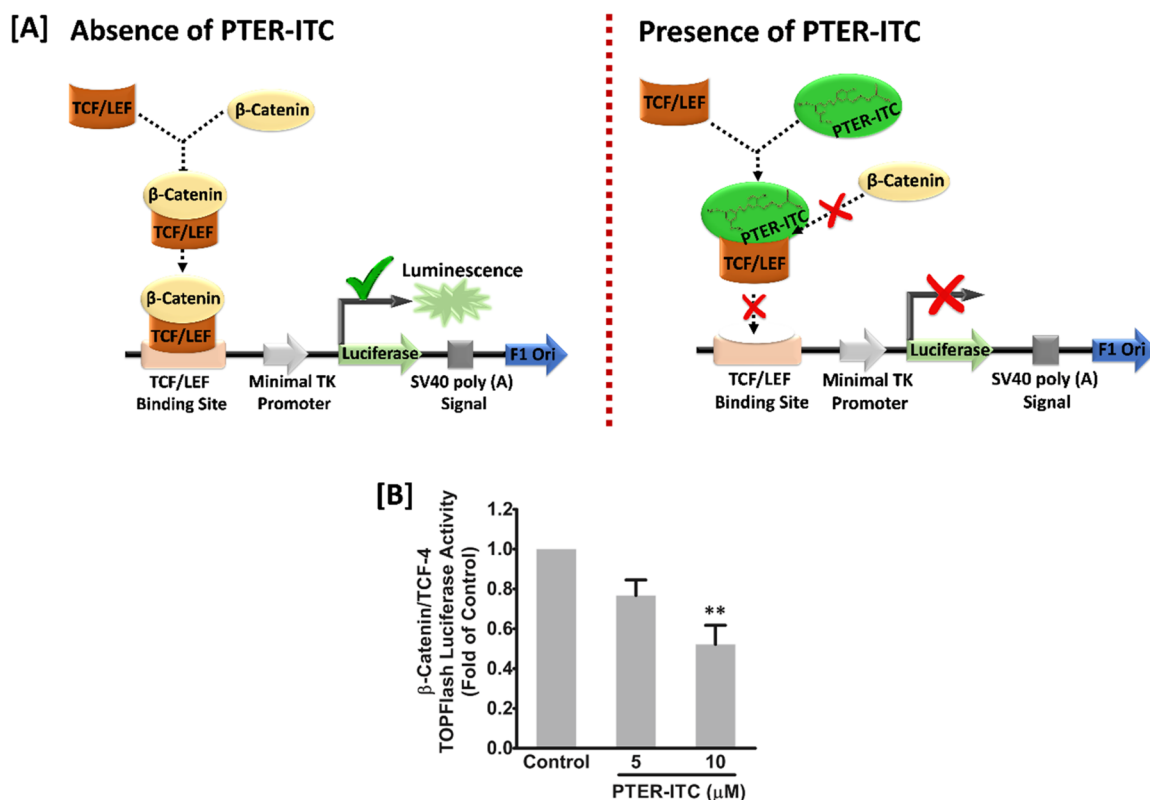 [A] Absence of PTER-ITC
TCF/LEF
β-Catenin
β-Catenin
TCF/LEF
β-Catenin
TCF/LEF
Luminescence
Luciferase
F1 Ori
TCF/LEF
Binding Site
Minimal TK
Promoter
SV40 poly (A)
Signal
Presence of PTER-ITC
TCF/LEF
PTER-ITC
β-Catenin
PTER-ITC
TCF/LEF
Luciferase
F1 Ori
TCF/LEF
Binding Site
Minimal TK
Promoter
SV40 poly (A)
Signal
[B]
β-Catenin/TCF-4
TOPFlash Luciferase Activity
(Fold of Control)
1.2
1.0
0.8
0.6
0.4
0.2
0.0
**
Control
5
10
PTER-ITC (μM)